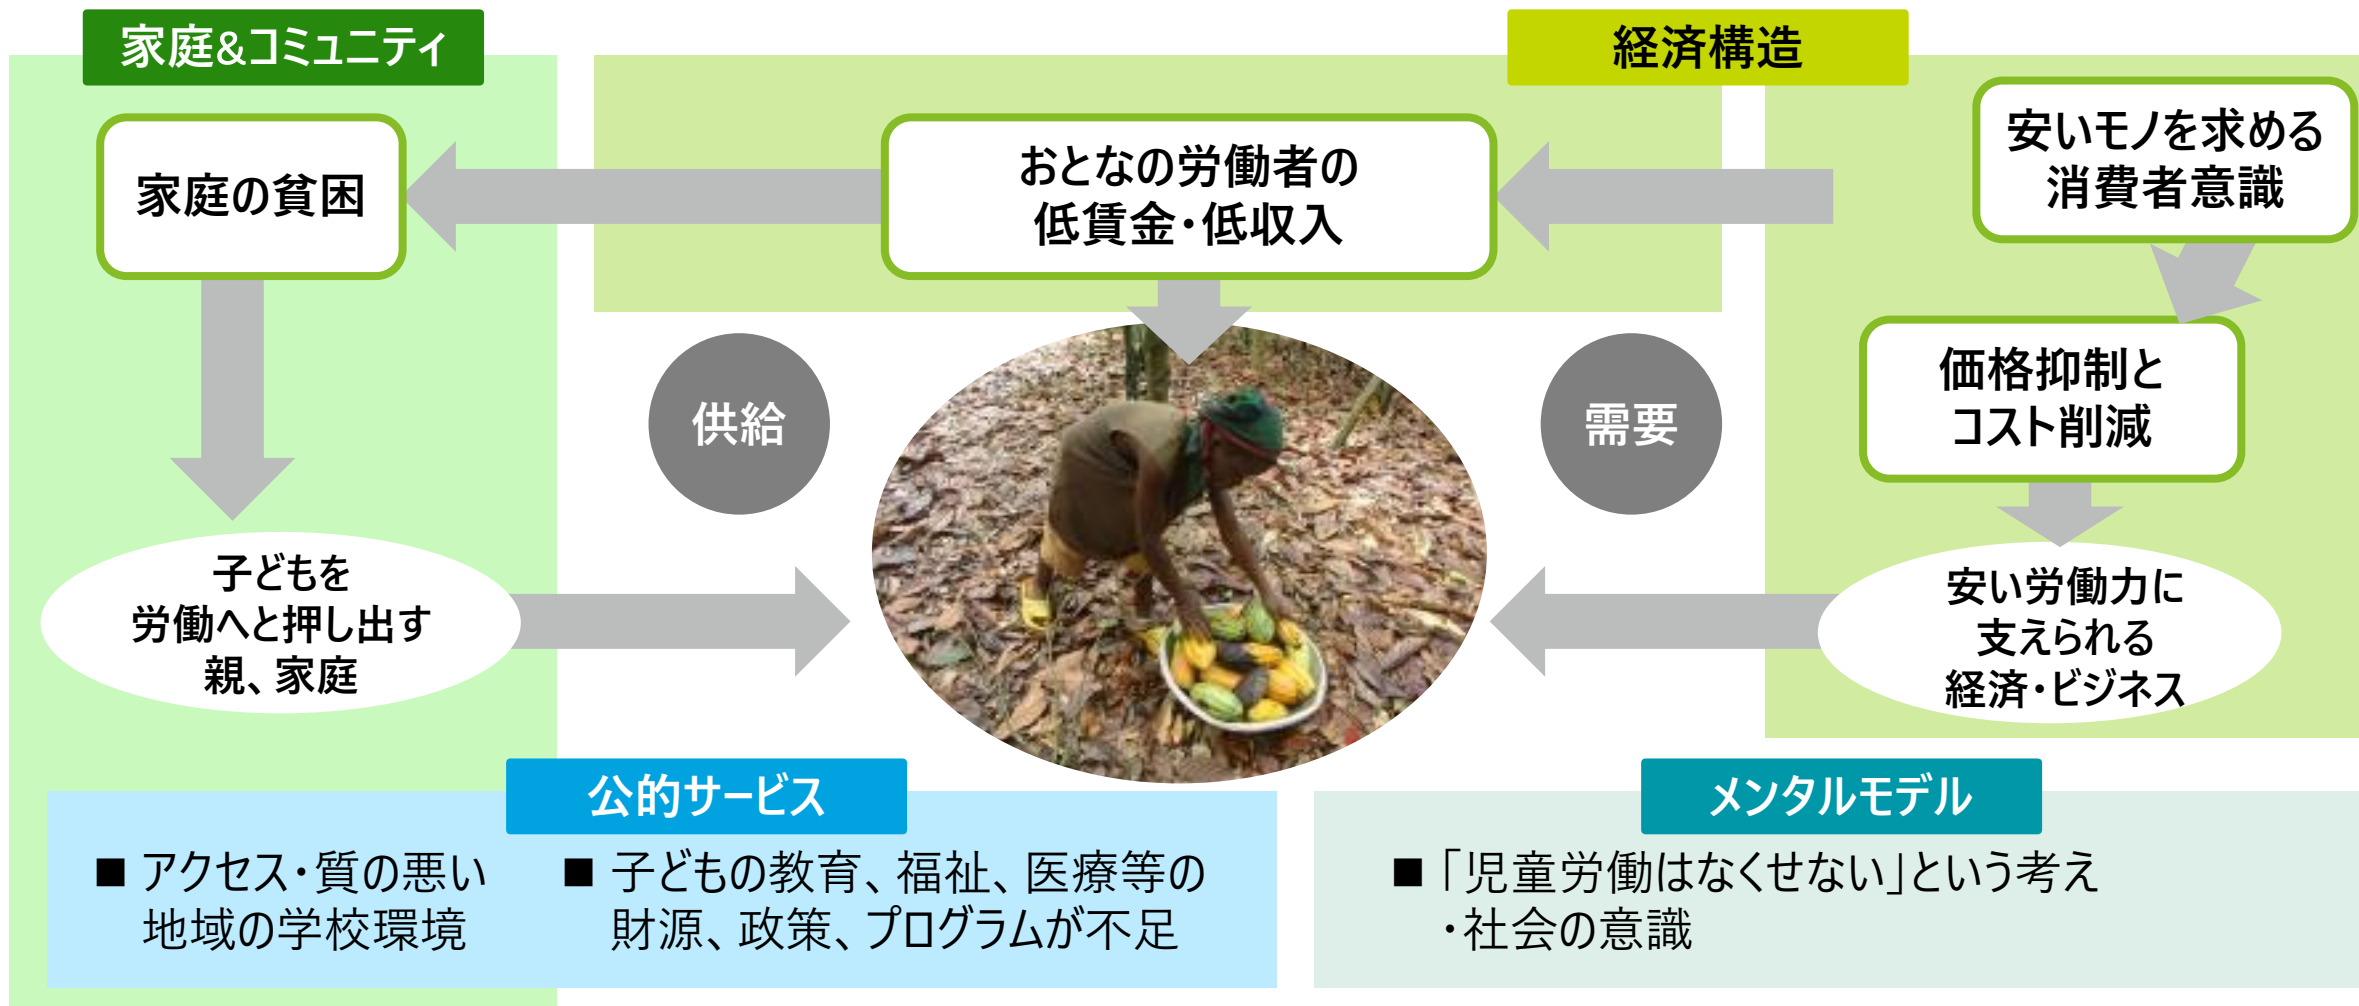 家庭&コミュニティ
経済構造
家庭の貧困
おとなの労働者の
低賃金・低収入
安いモノを求める
消費者意識
価格抑制と
コスト削減
供給
需要
子どもを
労働へと押し出す
親、家庭
安い労働力に
支えられる
経済・ビジネス
公的サービス
■ アクセス・質の悪い
地域の学校環境
■ 子どもの教育、福祉、医療等の
財源、政策、プログラムが不足
メンタルモデル
■ 「児童労働はなくせない」という考え
・社会の意識